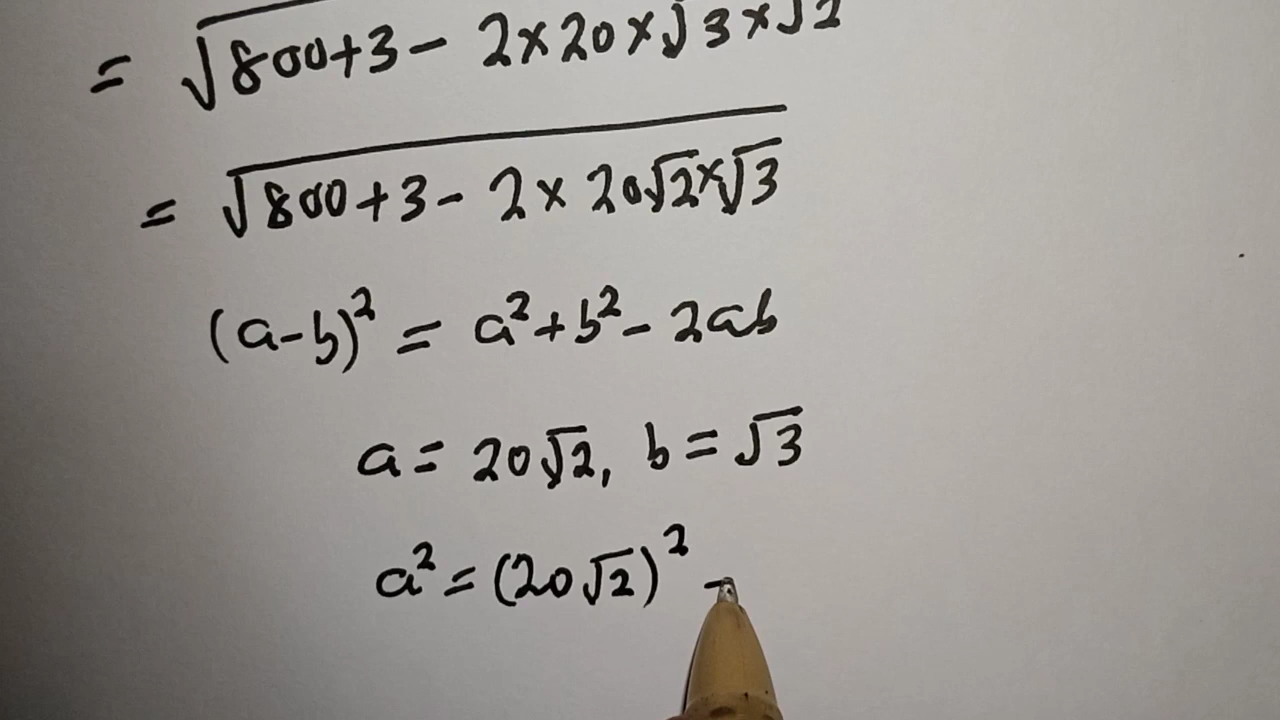 = √800+3 - 2×20×√3×√2
= √800+3 - 2× 20√2×√3
(a-b)² = a²+b²- 2ab
a = 20√2, b = √3
a² = (20√2)² -